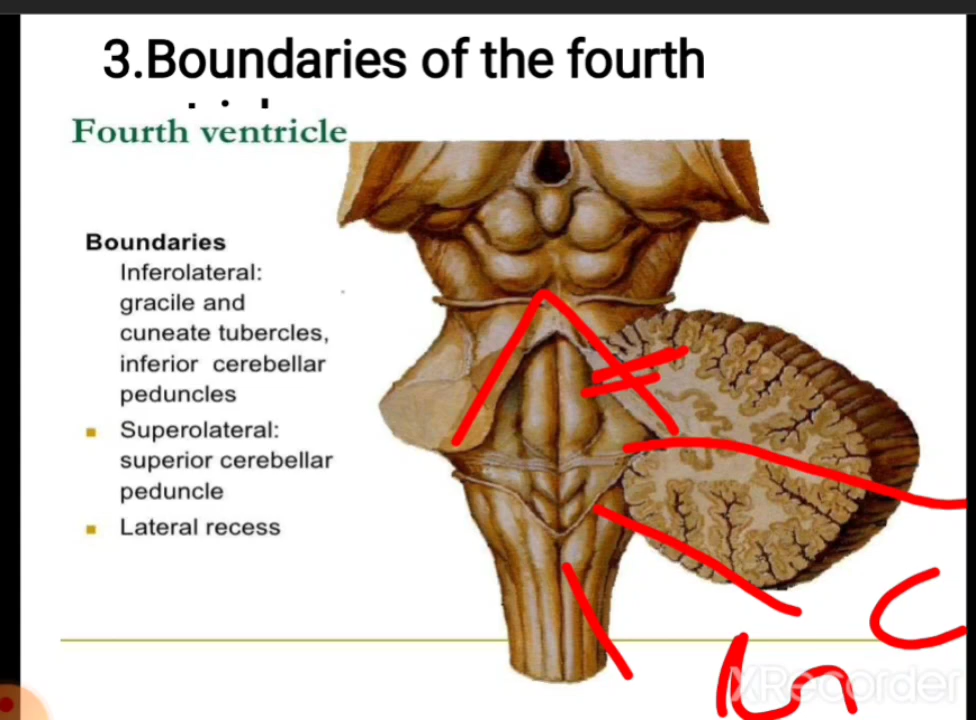 3.Boundaries of the fourth
Fourth ventricle
Boundaries
Inferolateral:
gracile and
cuneate tubercles,
inferior cerebellar
peduncles
Superolateral:
superior cerebellar
peduncle
Lateral recess
XRecorder